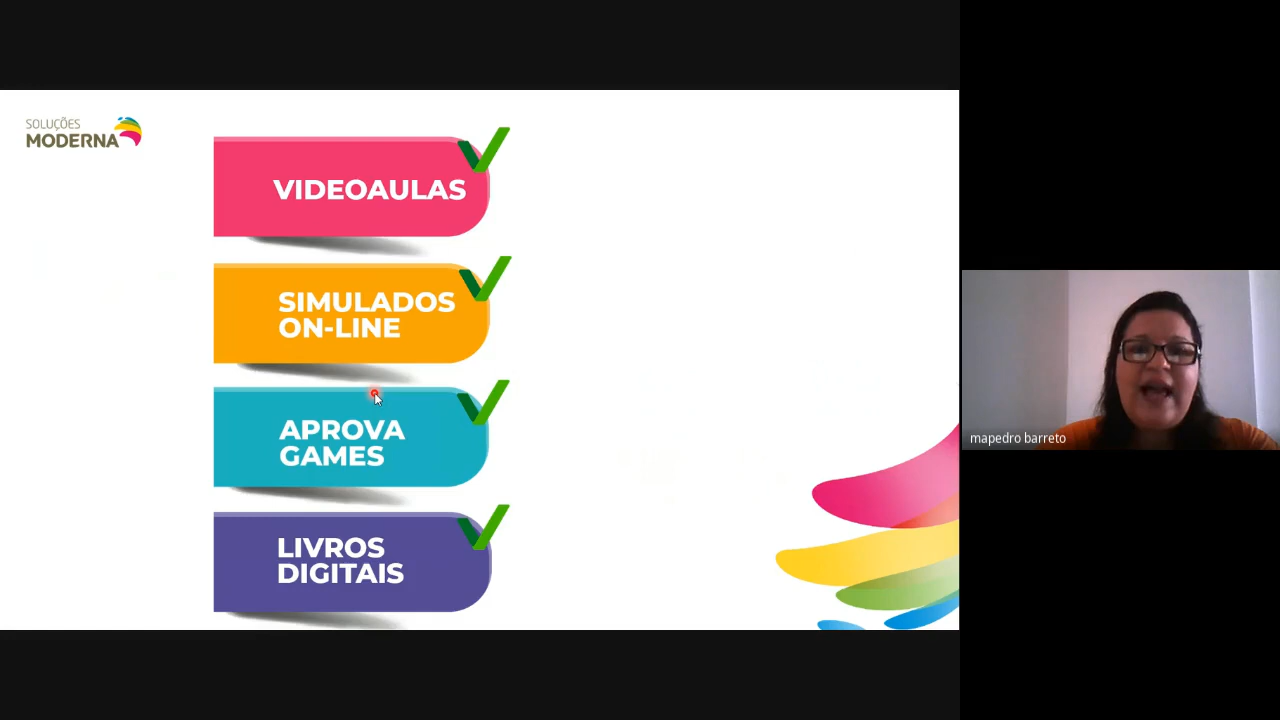 SOLUÇÕES
MODERNA
VIDEOAULAS
SIMULADOS
ON-LINE
APROVA
GAMES
LIVROS
DIGITAIS
mapedro barreto